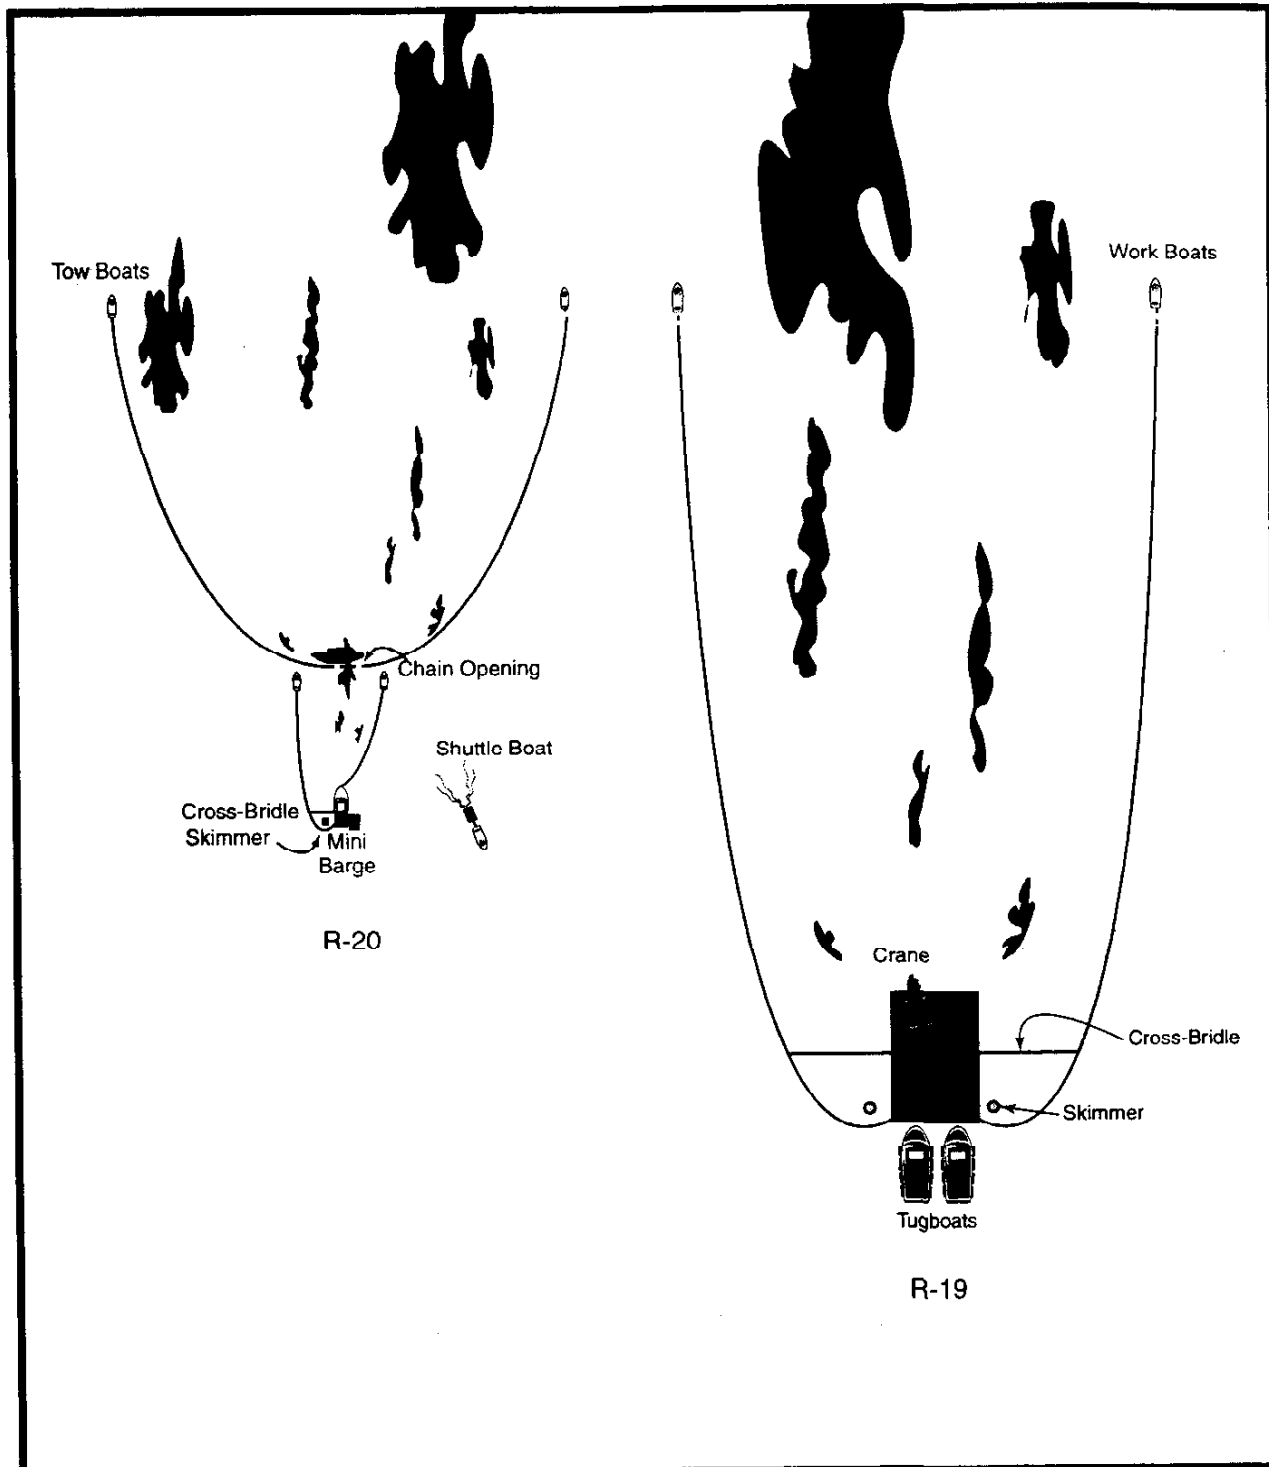 Tow Boats
Work Boats
Chain Opening
Shuttle Boat
Cross-Bridle
Skimmer
Mini
Barge
R-20
Crane
Cross-Bridle
Skimmer
Tugboats
R-19